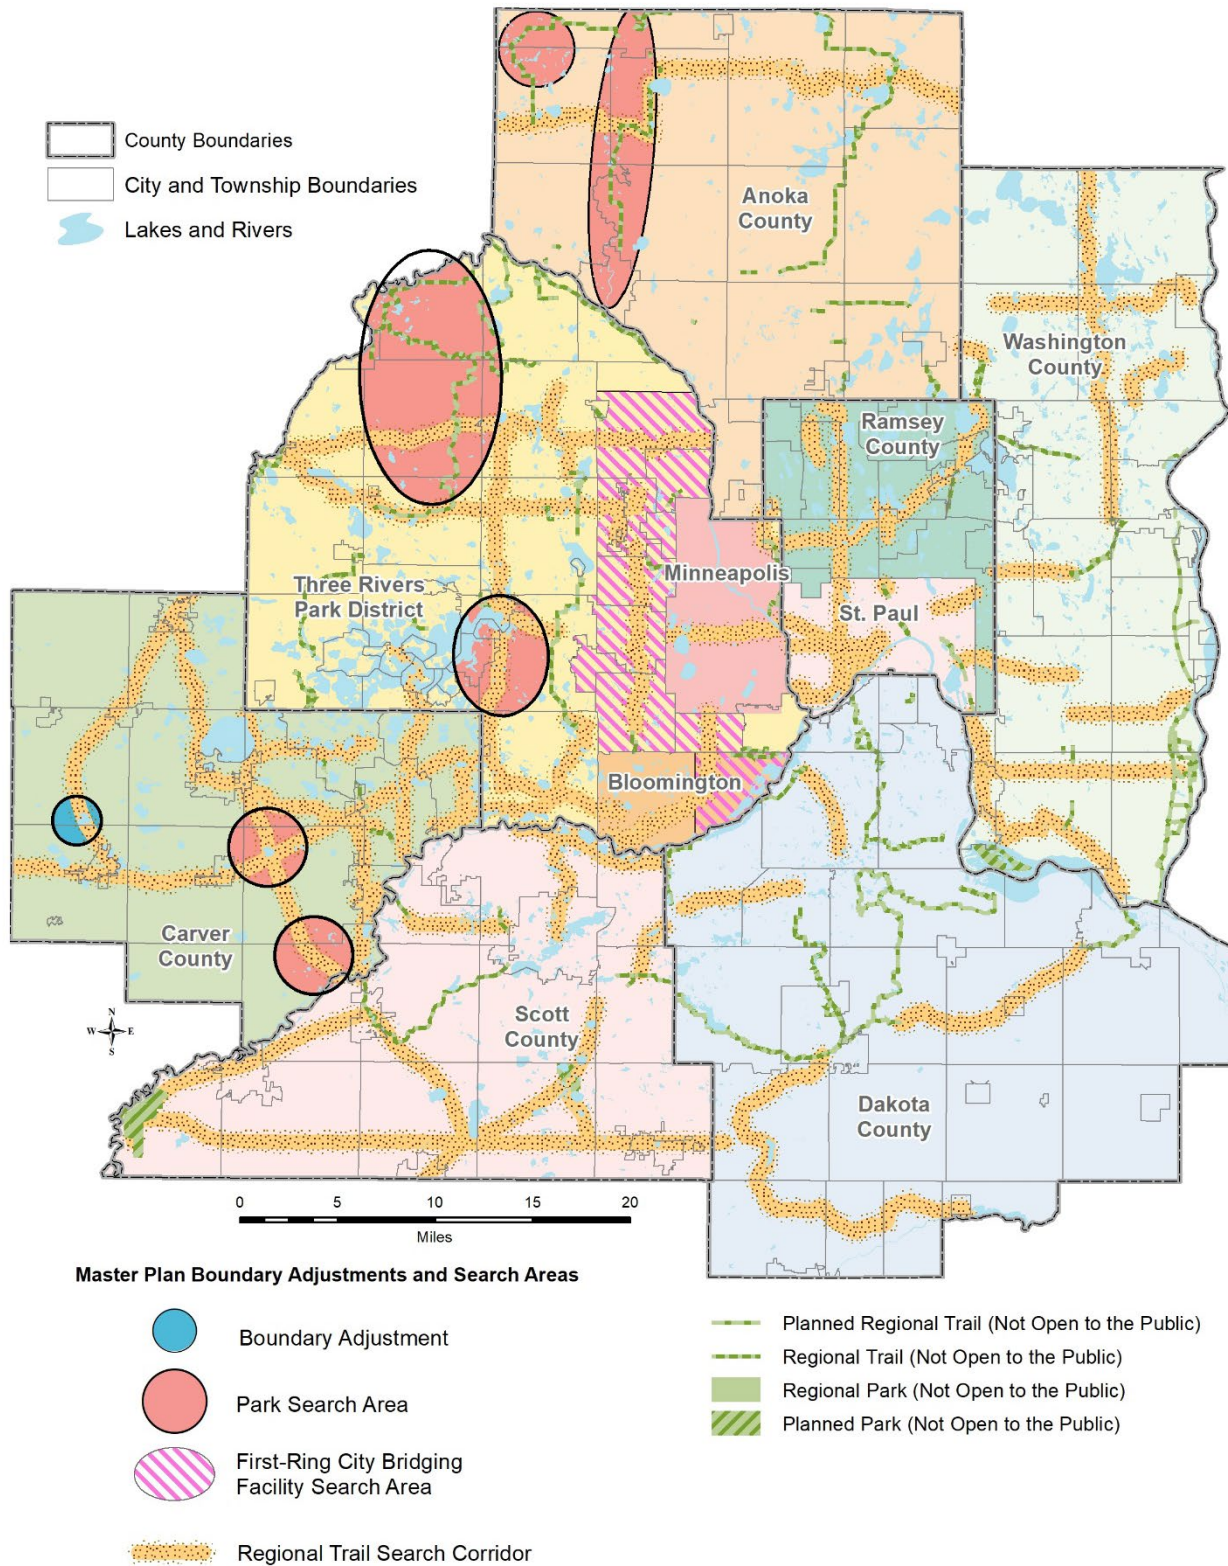 County Boundaries
City and Township Boundaries
Lakes and Rivers
Anoka
County
Washington
County
Ramsey
County
Three Rivers
Park District
Minneapolis
St. Paul
Bloomington
Carver
County
Scott
County
Dakota
County
N
W E
S
0 5 10 15 20
Miles
Master Plan Boundary Adjustments and Search Areas
Boundary Adjustment
Park Search Area
First-Ring City Bridging
Facility Search Area
Regional Trail Search Corridor
Planned Regional Trail (Not Open to the Public)
Regional Trail (Not Open to the Public)
Regional Park (Not Open to the Public)
Planned Park (Not Open to the Public)